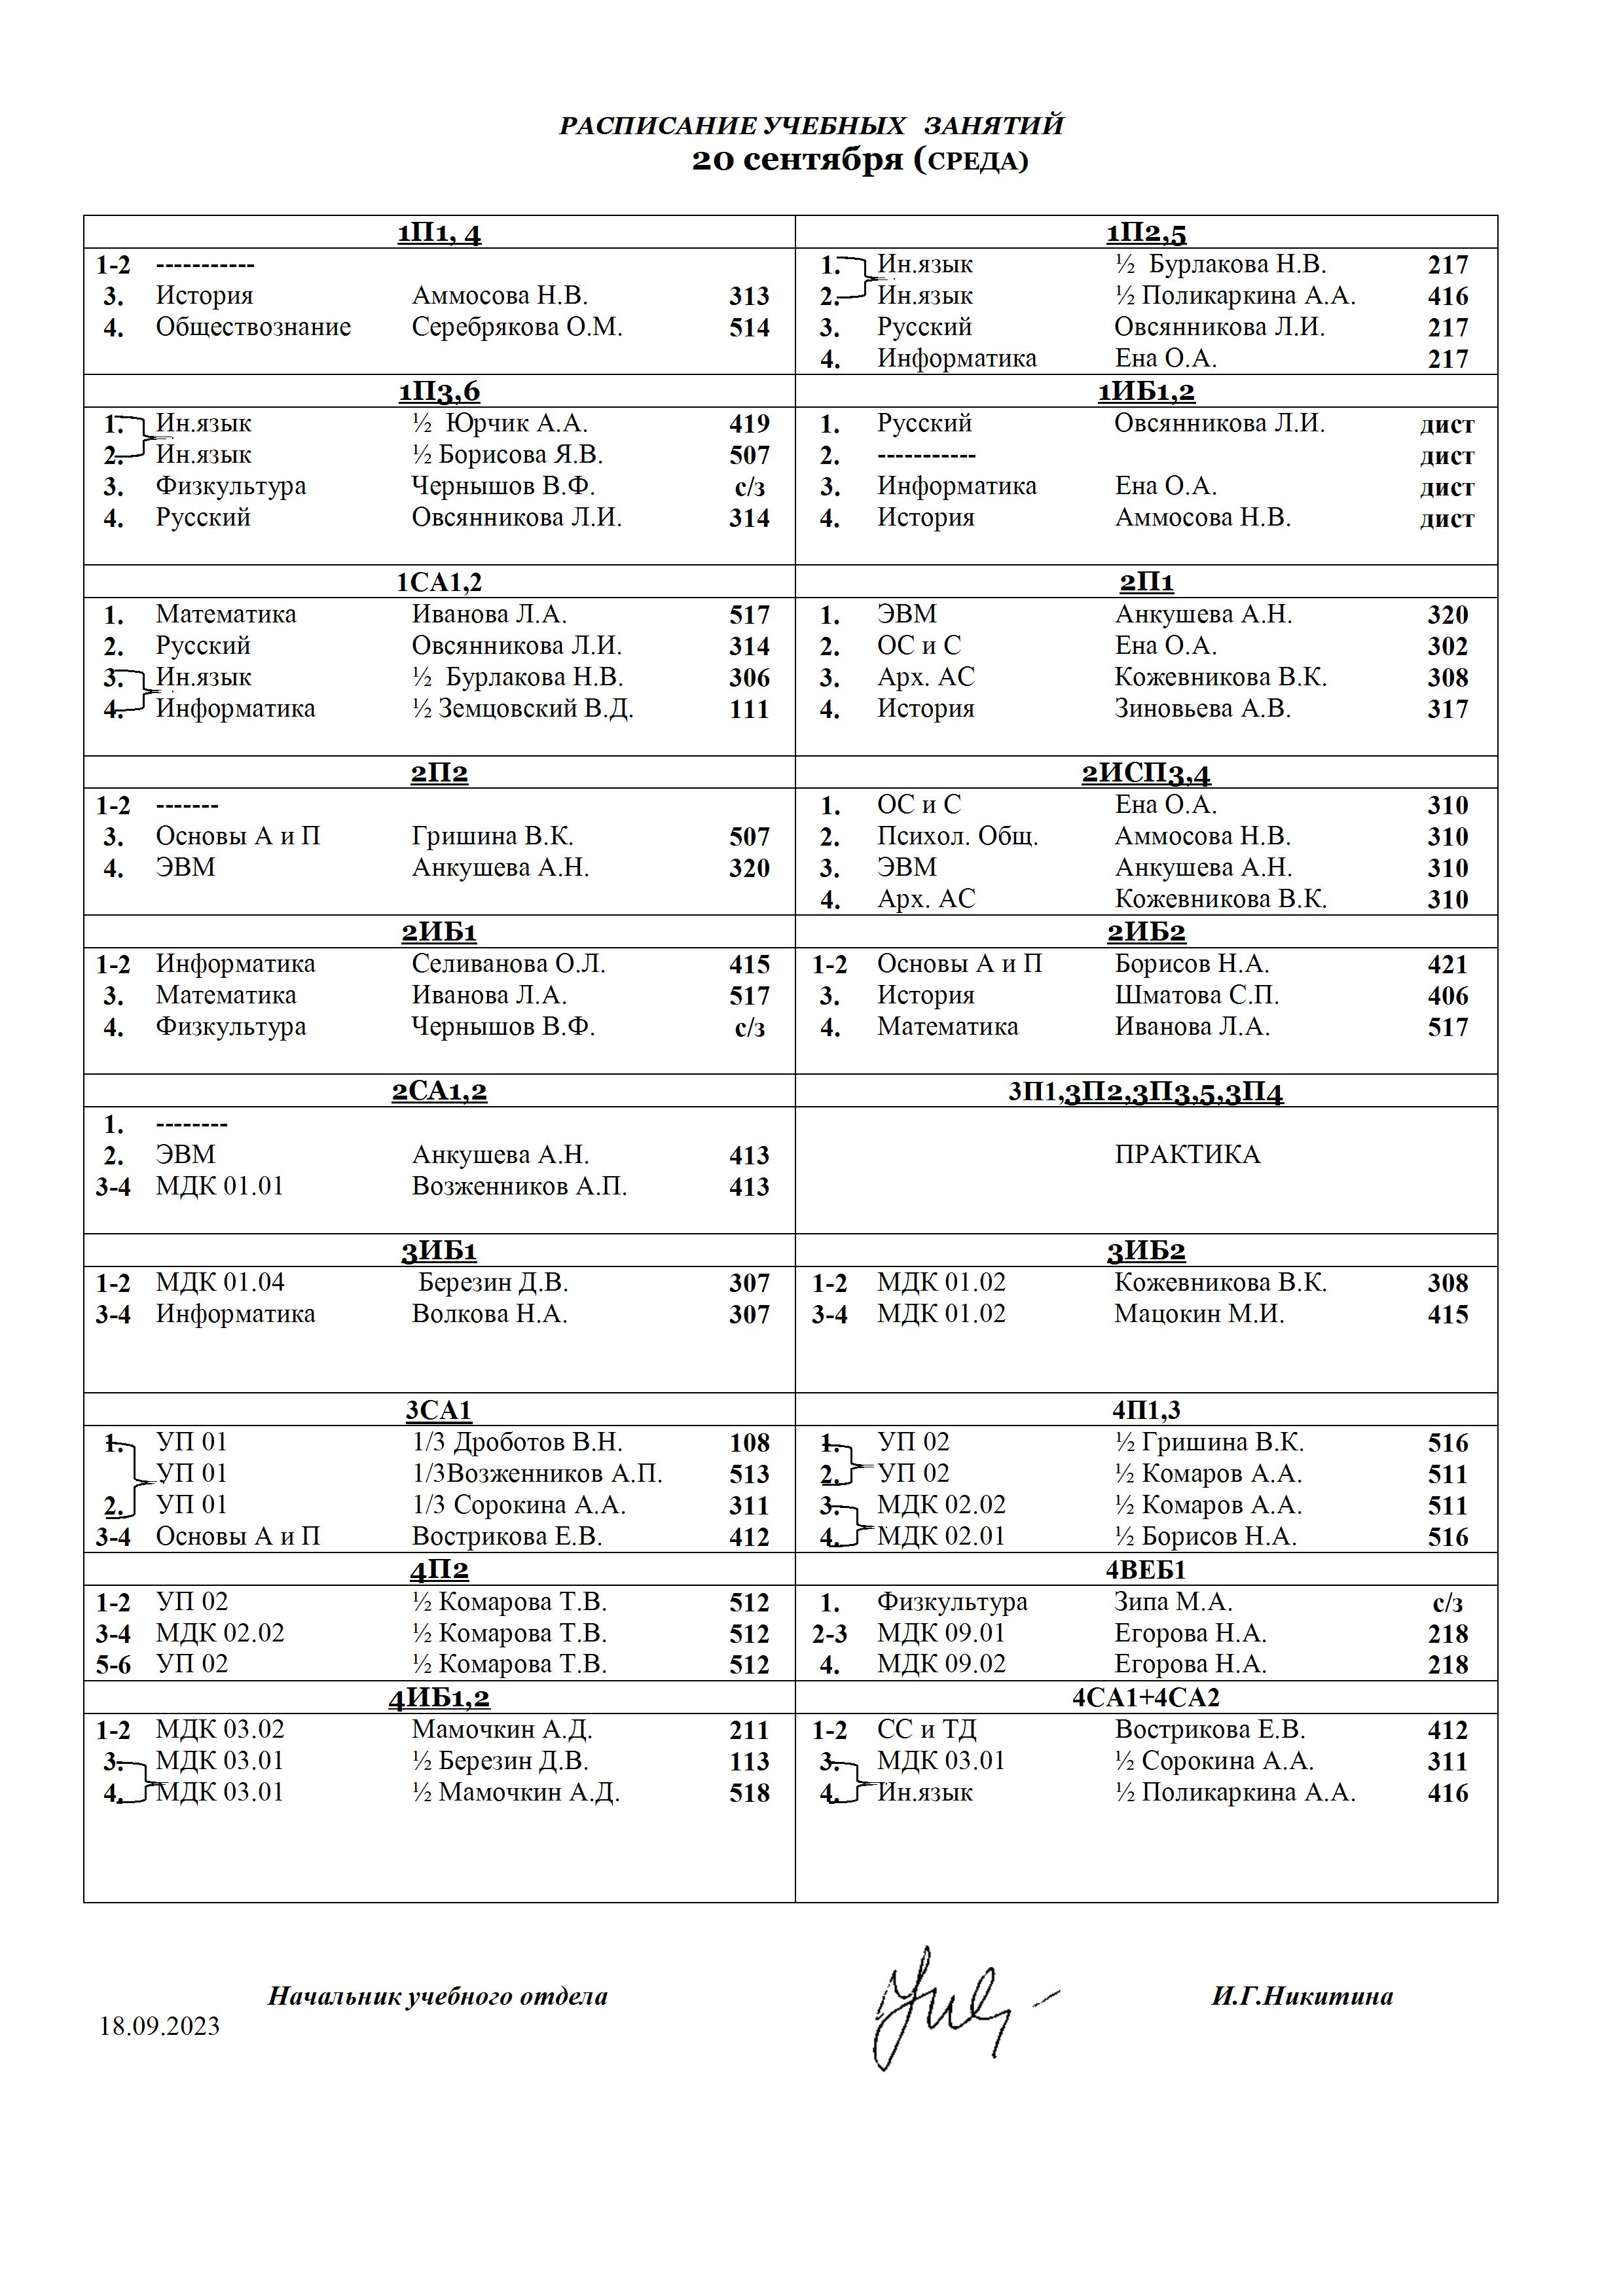 РАСПИСАНИЕ УЧЕБНЫХ ЗАНЯТИЙ
20 сентября (СРЕДА)
1П1, 4
1-2 -----------
3. История Аммосова Н.В. 313
4. Обществознание Серебрякова О.М. 514
1П2,5
1. Ин.язык ½ Бурлакова Н.В. 217
2. Ин.язык ½ Поликаркина А.А. 416
3. Русский Овсянникова Л.И. 217
4. Информатика Ена О.А. 217
1П3,6
1. Ин.язык ½ Юрчик А.А. 419
2. Ин.язык ½ Борисова Я.В. 507
3. Физкультура Чернышов В.Ф. с/з
4. Русский Овсянникова Л.И. 314
1ИБ1,2
1. Русский Овсянникова Л.И. дист
2. ----------- дист
3. Информатика Ена О.А. дист
4. История Аммосова Н.В. дист
1СА1,2
1. Математика Иванова Л.А. 517
2. Русский Овсянникова Л.И. 314
3. Ин.язык ½ Бурлакова Н.В. 306
4. Информатика ½ Земцовский В.Д. 111
2П1
1. ЭВМ Анкушева А.Н. 320
2. ОС и С Ена О.А. 302
3. Арх. АС Кожевникова В.К. 308
4. История Зиновьева А.В. 317
2П2
1-2 -------
3. Основы А и П Гришина В.К. 507
4. ЭВМ Анкушева А.Н. 320
2ИСП3,4
1. ОС и С Ена О.А. 310
2. Психол. Общ. Аммосова Н.В. 310
3. ЭВМ Анкушева А.Н. 310
4. Арх. АС Кожевникова В.К. 310
2ИБ1
1-2 Информатика Селиванова О.Л. 415
3. Математика Иванова Л.А. 517
4. Физкультура Чернышов В.Ф. с/з
2ИБ2
1-2 Основы А и П Борисов Н.А. 421
3. История Шматова С.П. 406
4. Математика Иванова Л.А. 517
2СА1,2
1. --------
2. ЭВМ Анкушева А.Н. 413
3-4 МДК 01.01 Возженников А.П. 413
3П1,3П2,3П3,5,3П4
ПРАКТИКА
3ИБ1
1-2 МДК 01.04 Березин Д.В. 307
3-4 Информатика Волкова Н.А. 307
3ИБ2
1-2 МДК 01.02 Кожевникова В.К. 308
3-4 МДК 01.02 Мацокин М.И. 415
3СА1
1. УП 01 1/3 Дроботов В.Н. 108
УП 01 1/3Возженников А.П. 513
2. УП 01 1/3 Сорокина А.А. 311
3-4 Основы А и П Вострикова Е.В. 412
4П1,3
1. УП 02 ½ Гришина В.К. 516
2. УП 02 ½ Комаров А.А. 511
3. МДК 02.02 ½ Комаров А.А. 511
4. МДК 02.01 ½ Борисов Н.А. 516
4П2
1-2 УП 02 ½ Комарова Т.В. 512
3-4 МДК 02.02 ½ Комарова Т.В. 512
5-6 УП 02 ½ Комарова Т.В. 512
4ВЕБ1
1. Физкультура Зипа М.А. с/з
2-3 МДК 09.01 Егорова Н.А. 218
4. МДК 09.02 Егорова Н.А. 218
4ИБ1,2
1-2 МДК 03.02 Мамочкин А.Д. 211
3. МДК 03.01 ½ Березин Д.В. 113
4. МДК 03.01 ½ Мамочкин А.Д. 518
4СА1+4СА2
1-2 СС и ТД Вострикова Е.В. 412
3. МДК 03.01 ½ Сорокина А.А. 311
4. Ин.язык ½ Поликаркина А.А. 416
Начальник учебного отдела И.Г.Никитина
18.09.2023